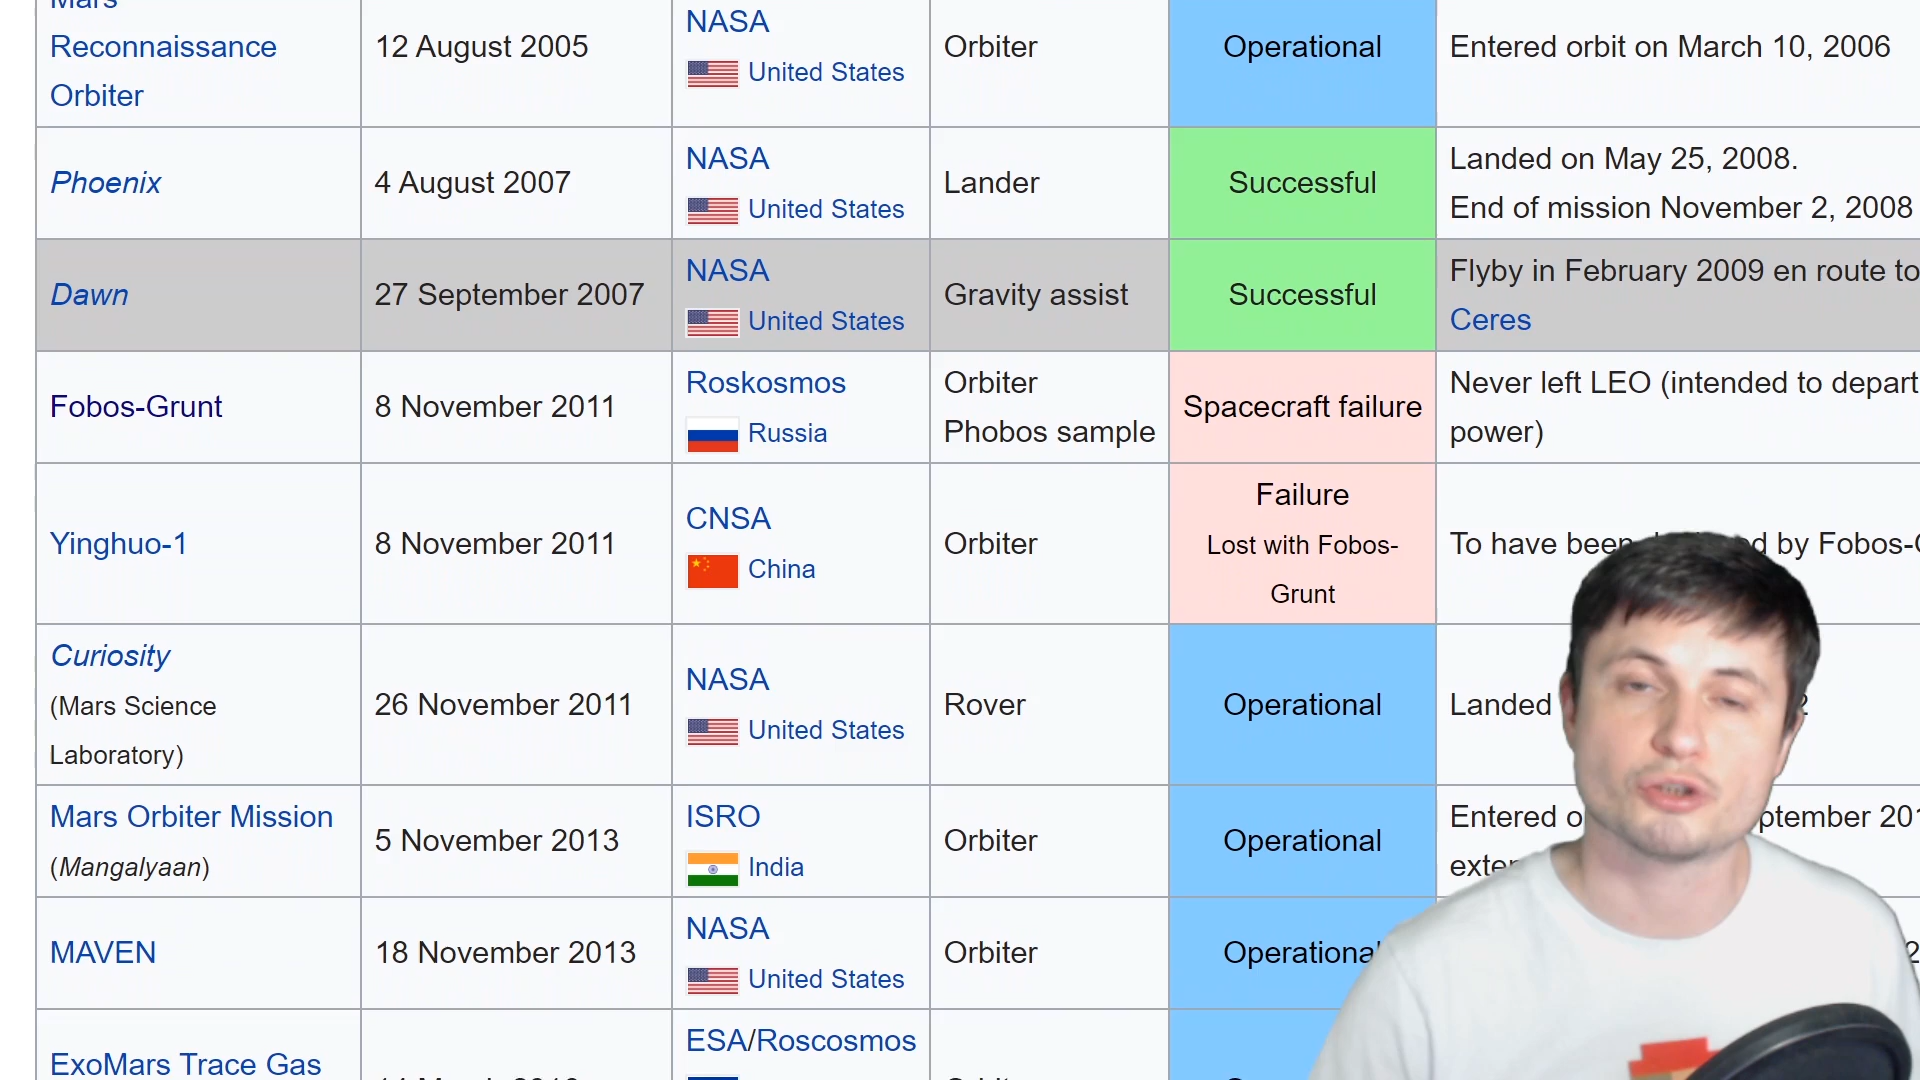 Mars
Reconnaissance
Orbiter
12 August 2005
NASA
United States
Orbiter
Operational
Entered orbit on March 10, 2006
Phoenix
4 August 2007
NASA
United States
Lander
Successful
Landed on May 25, 2008.
End of mission November 2, 2008
Dawn
27 September 2007
NASA
United States
Gravity assist
Successful
Flyby in February 2009 en route to
Ceres
Fobos-Grunt
8 November 2011
Roskosmos
Russia
Orbiter
Phobos sample
Spacecraft failure
Never left LEO (intended to depart
power)
Yinghuo-1
8 November 2011
CNSA
China
Orbiter
Failure
Lost with Fobos-
Grunt
To have been by Fobos-
Curiosity
(Mars Science
Laboratory)
26 November 2011
NASA
United States
Rover
Operational
Landed
Mars Orbiter Mission
(Mangalyaan)
5 November 2013
ISRO
India
Orbiter
Operational
Entered
MAVEN
18 November 2013
NASA
United States
Orbiter
Operational
ExoMars Trace Gas
ESA/Roscosmos